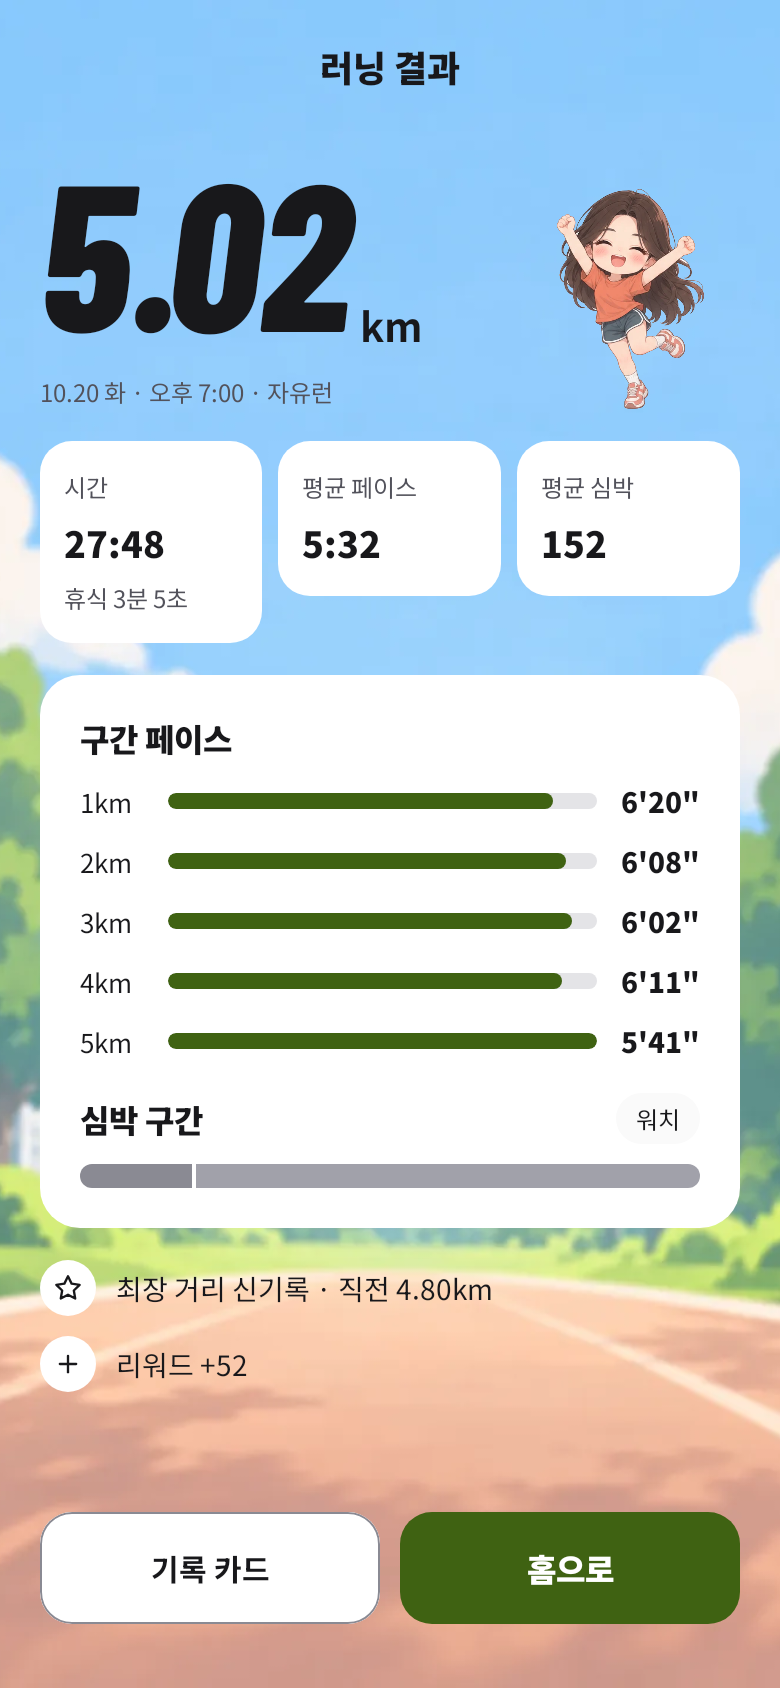 러닝 결과
5.02 km
10.20 화 · 오후 7:00 · 자유런
시간
27:48
휴식 3분 5초
평균 페이스
5:32
평균 심박
152
구간 페이스
1km 6'20"
2km 6'08"
3km 6'02"
4km 6'11"
5km 5'41"
심박 구간 워치
최장 거리 신기록 · 직전 4.80km
리워드 +52
기록 카드
홈으로